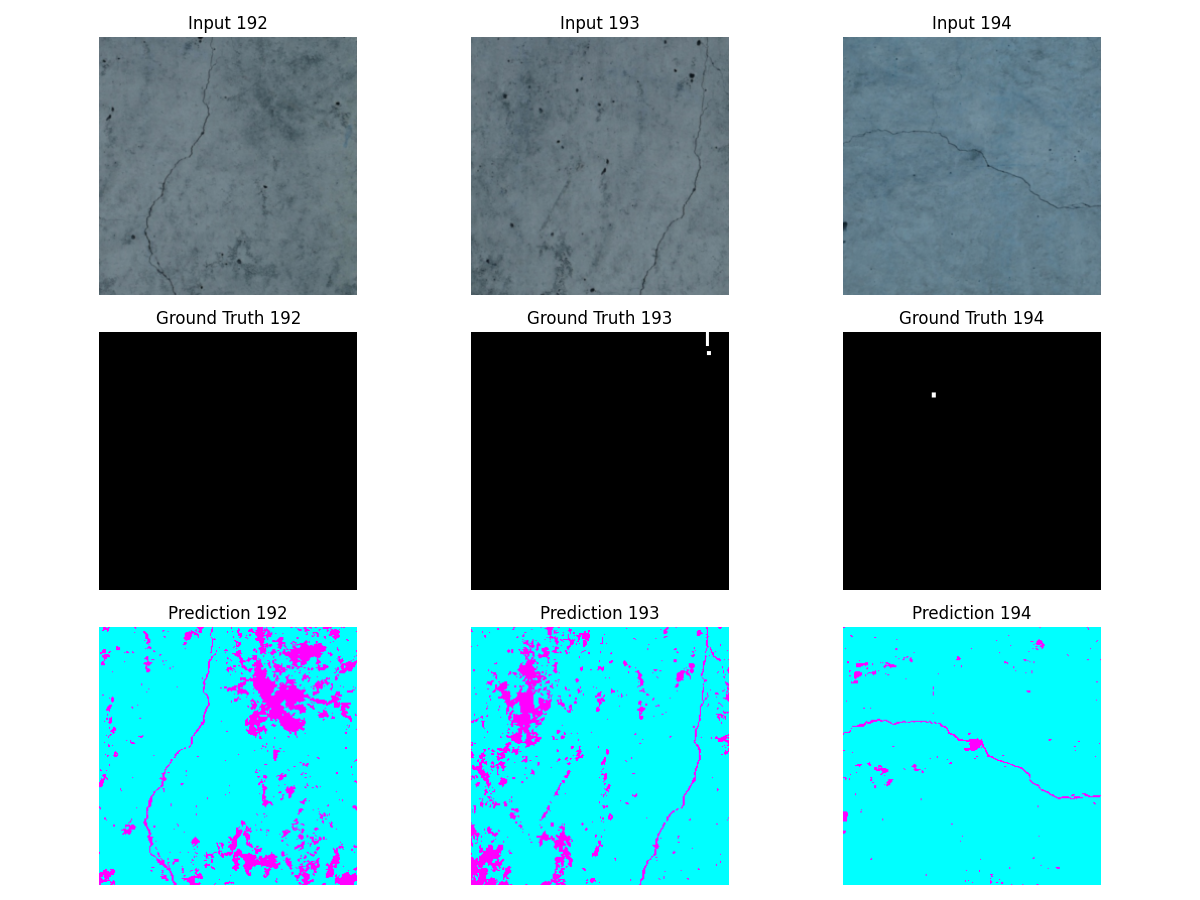 Input 192
Input 193
Input 194
Ground Truth 192
Ground Truth 193
Ground Truth 194
Prediction 192
Prediction 193
Prediction 194